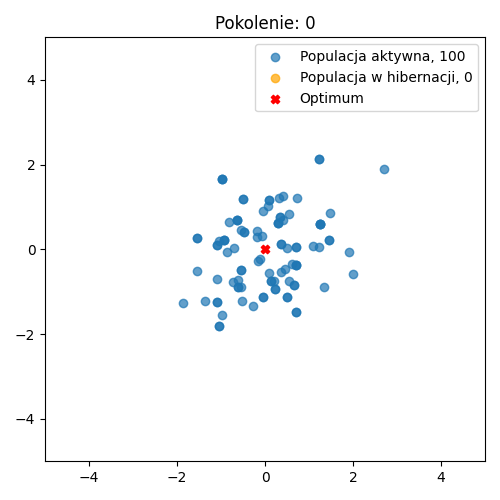 Pokolenie: 0
Populacja aktywna, 100
Populacja w hibernacji, 0
Optimum
4
2
0
−2
−4
−4 −2 0 2 4